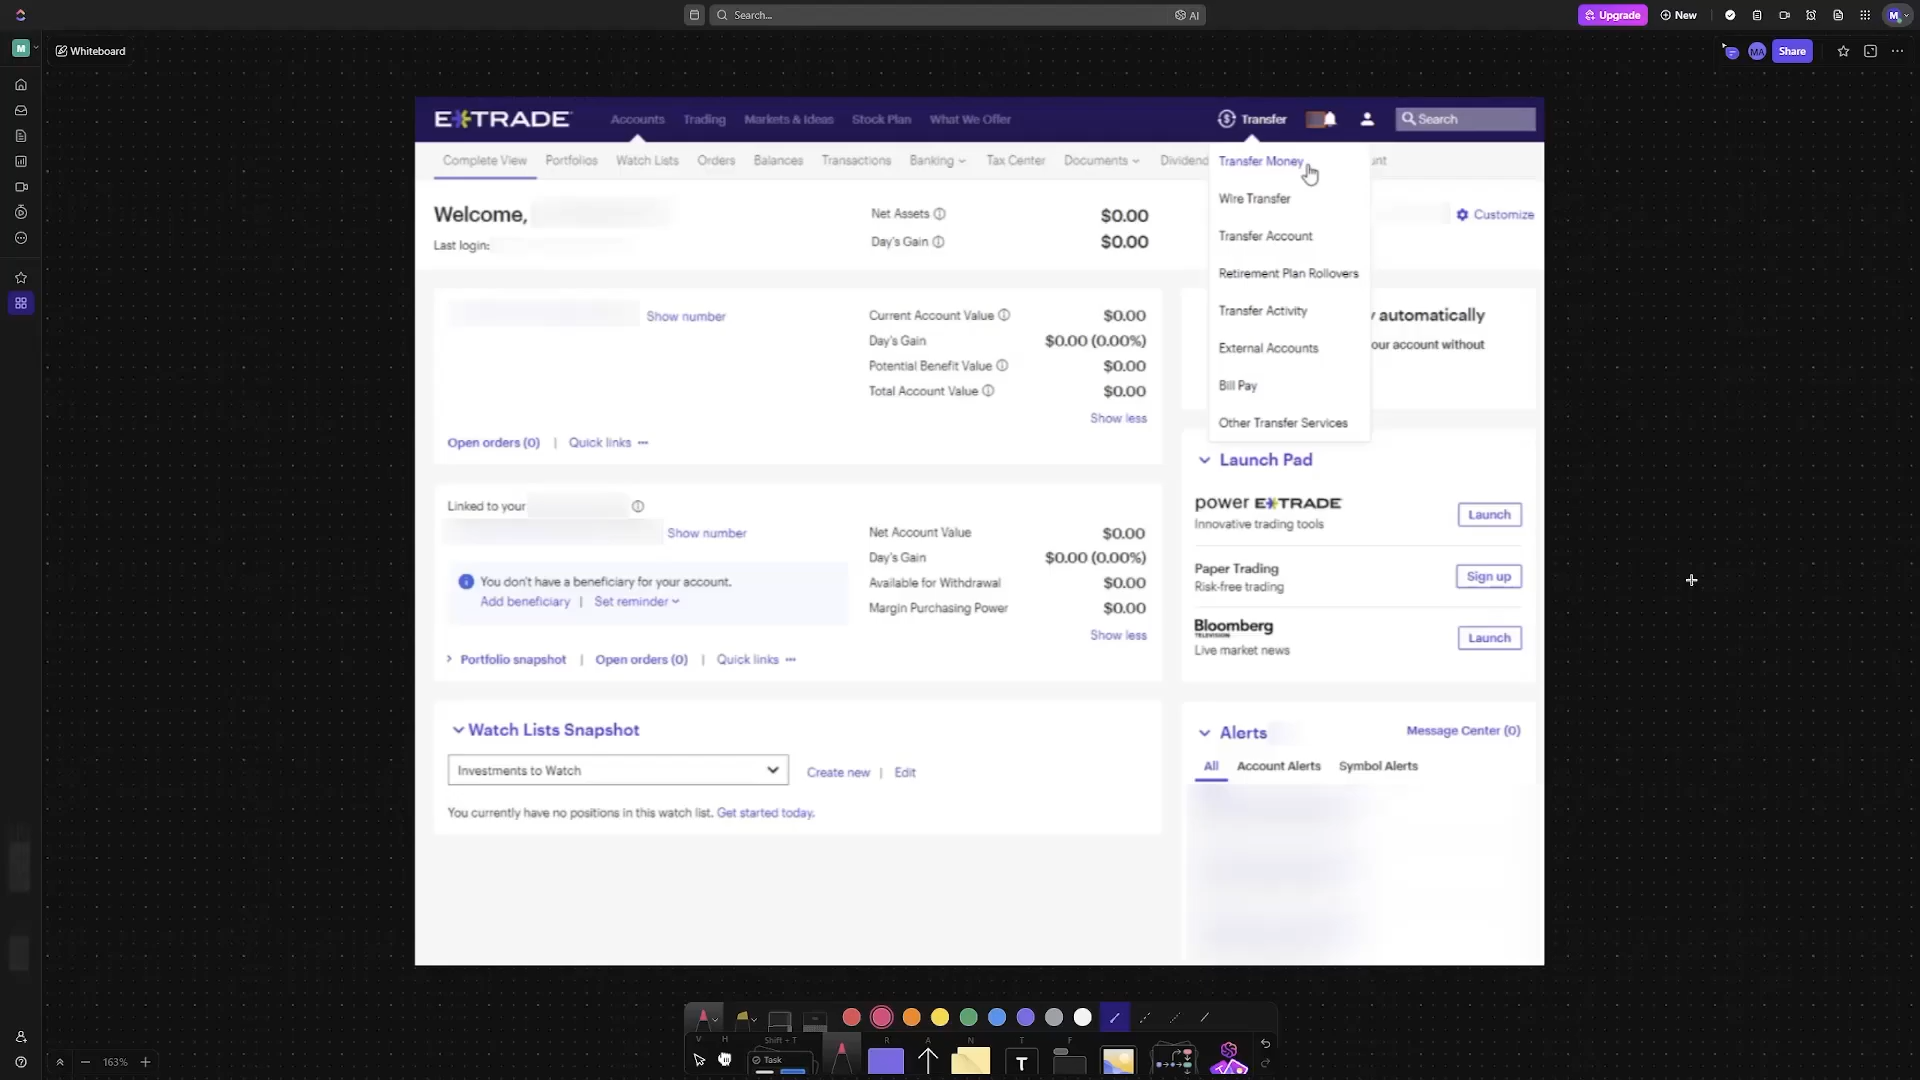 Search...
AI
Upgrade
New
M
M
Whiteboard
MA
Share
E*TRADE
Accounts
Trading
Markets & Ideas
Stock Plan
What We Offer
Transfer
Search
Complete View
Portfolios
Watch Lists
Orders
Balances
Transactions
Banking
Tax Center
Documents
Dividend
unt
Transfer Money
Wire Transfer
Transfer Account
Retirement Plan Rollovers
Transfer Activity
External Accounts
Bill Pay
Other Transfer Services
Welcome,
Last login:
Net Assets $0.00
Day's Gain $0.00
Customize
Show number
Current Account Value $0.00
Day's Gain $0.00 (0.00%)
Potential Benefit Value $0.00
Total Account Value $0.00
Show less
Open orders (0) | Quick links
automatically
our account without
Linked to your
Show number
You don't have a beneficiary for your account.
Add beneficiary | Set reminder
Net Account Value $0.00
Day's Gain $0.00 (0.00%)
Available for Withdrawal $0.00
Margin Purchasing Power $0.00
Show less
Portfolio snapshot | Open orders (0) | Quick links
Launch Pad
power E*TRADE
Innovative trading tools
Launch
Paper Trading
Risk-free trading
Sign up
Bloomberg
TELEVISION
Live market news
Launch
Watch Lists Snapshot
Investments to Watch
Create new | Edit
You currently have no positions in this watch list. Get started today.
Alerts
Message Center (0)
All
Account Alerts
Symbol Alerts
V
H
Shift + T
R
A
N
T
F
Task
T
163%